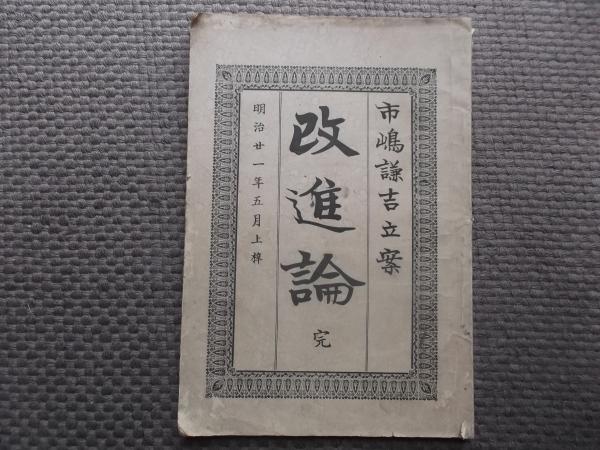 市嶋謙吉立案
改進論 完
明治廿一年五月上梓